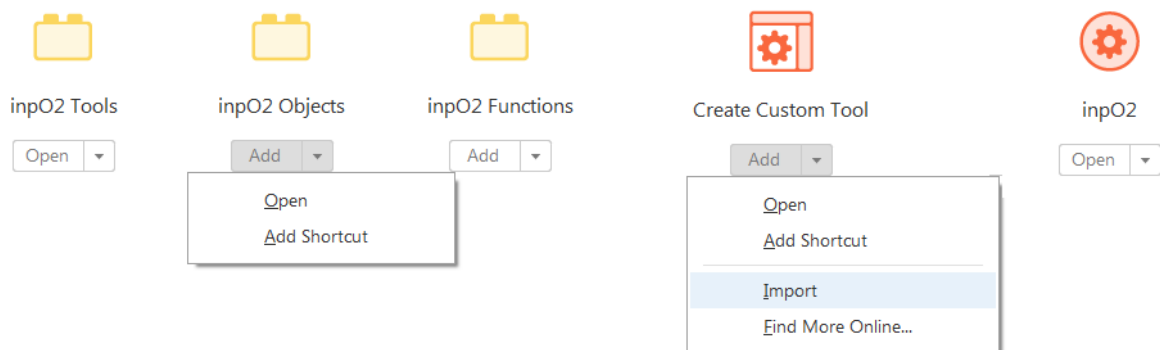 inpO2 Tools
inpO2 Objects
inpO2 Functions
Create Custom Tool
inpO2
Open
Add
Add
Add
Open
Open
Add Shortcut
Open
Add Shortcut
Import
Find More Online...